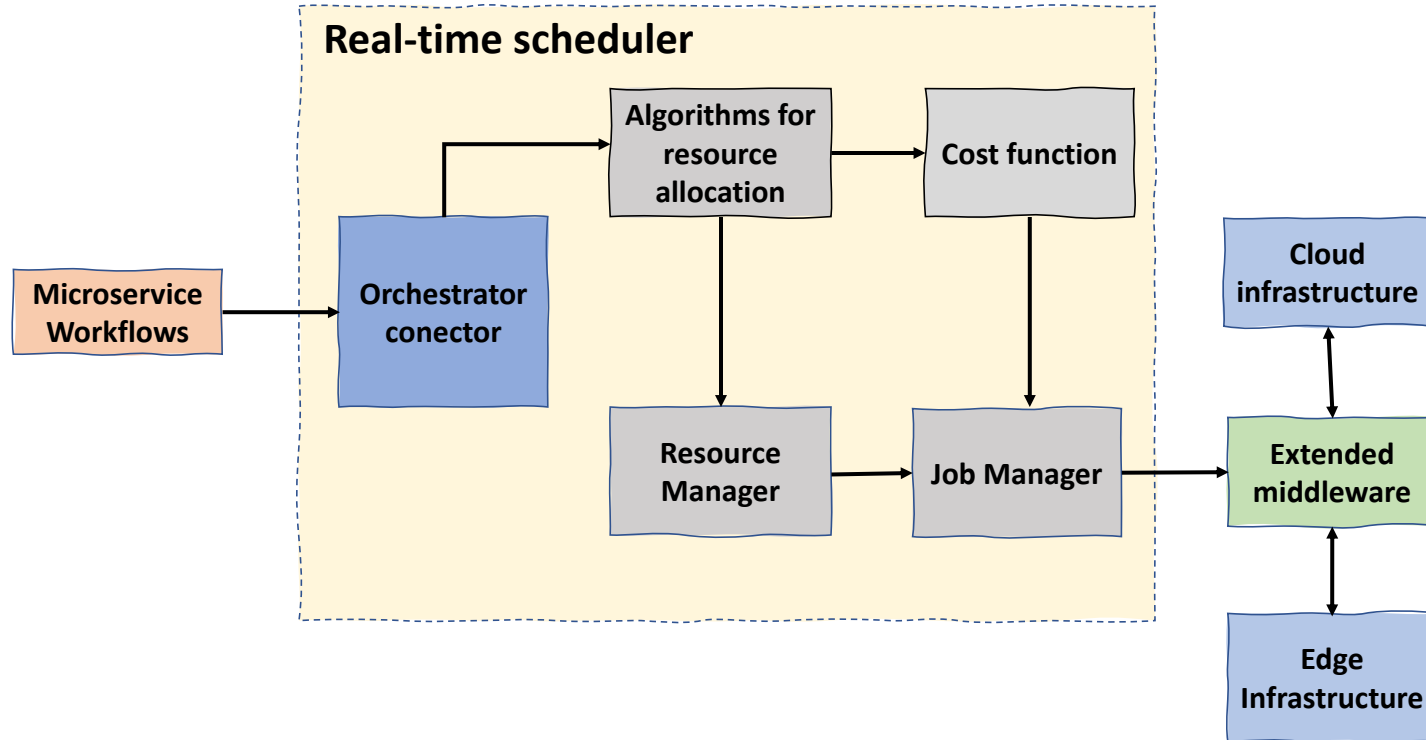 Real-time scheduler
Algorithms for
resource
allocation
Cost function
Microservice
Workflows
Orchestrator
conector
Cloud
infrastructure
Resource
Manager
Job Manager
Extended
middleware
Edge
Infrastructure